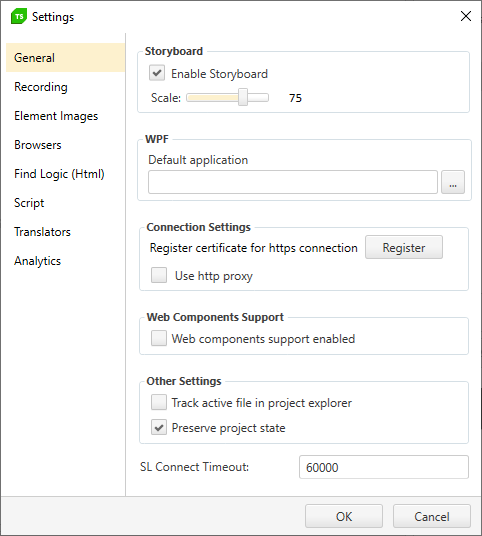 TS Settings
General
Recording
Element Images
Browsers
Find Logic (Html)
Script
Translators
Analytics
Storyboard
Enable Storyboard
Scale: 75
WPF
Default application
...
Connection Settings
Register certificate for https connection Register
Use http proxy
Web Components Support
Web components support enabled
Other Settings
Track active file in project explorer
Preserve project state
SL Connect Timeout: 60000
OK Cancel